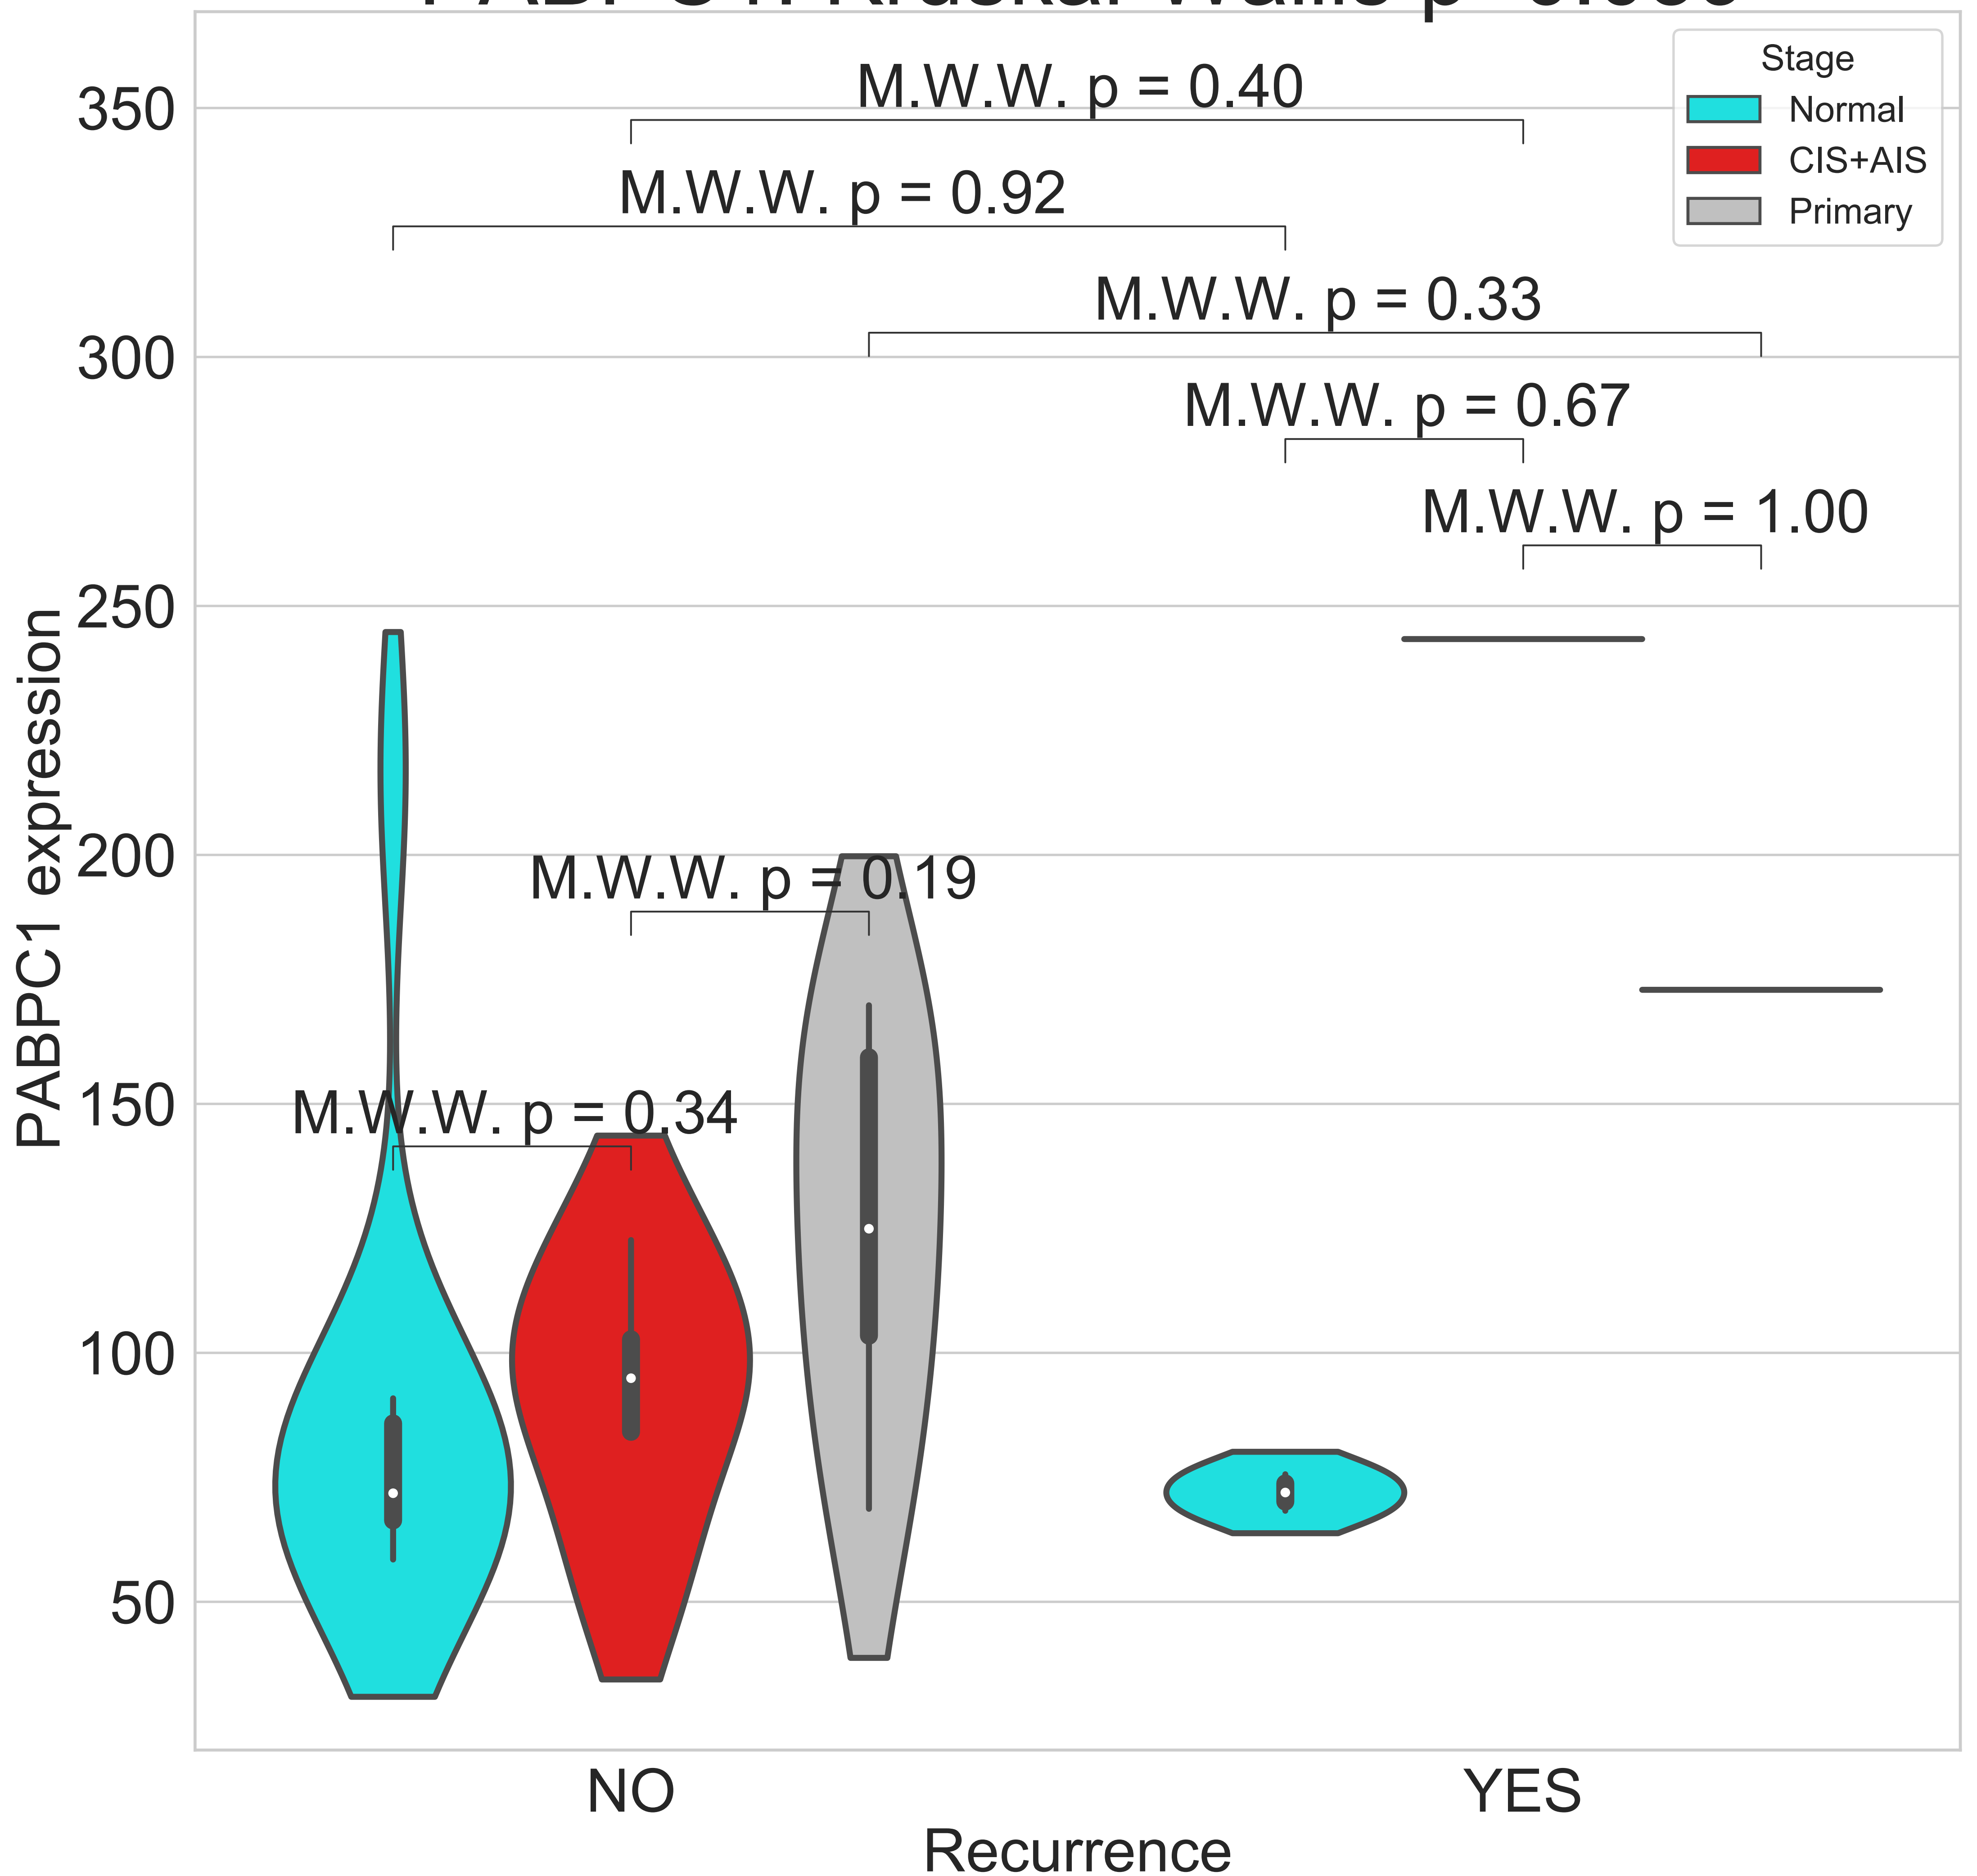 Stage
Normal
CIS+AIS
Primary
M.W.W. p = 0.40
M.W.W. p = 0.92
M.W.W. p = 0.33
M.W.W. p = 0.67
M.W.W. p = 1.00
M.W.W. p = 0.19
M.W.W. p = 0.34
350
300
250
200
150
100
50
PABPC1 expression
NO
YES
Recurrence